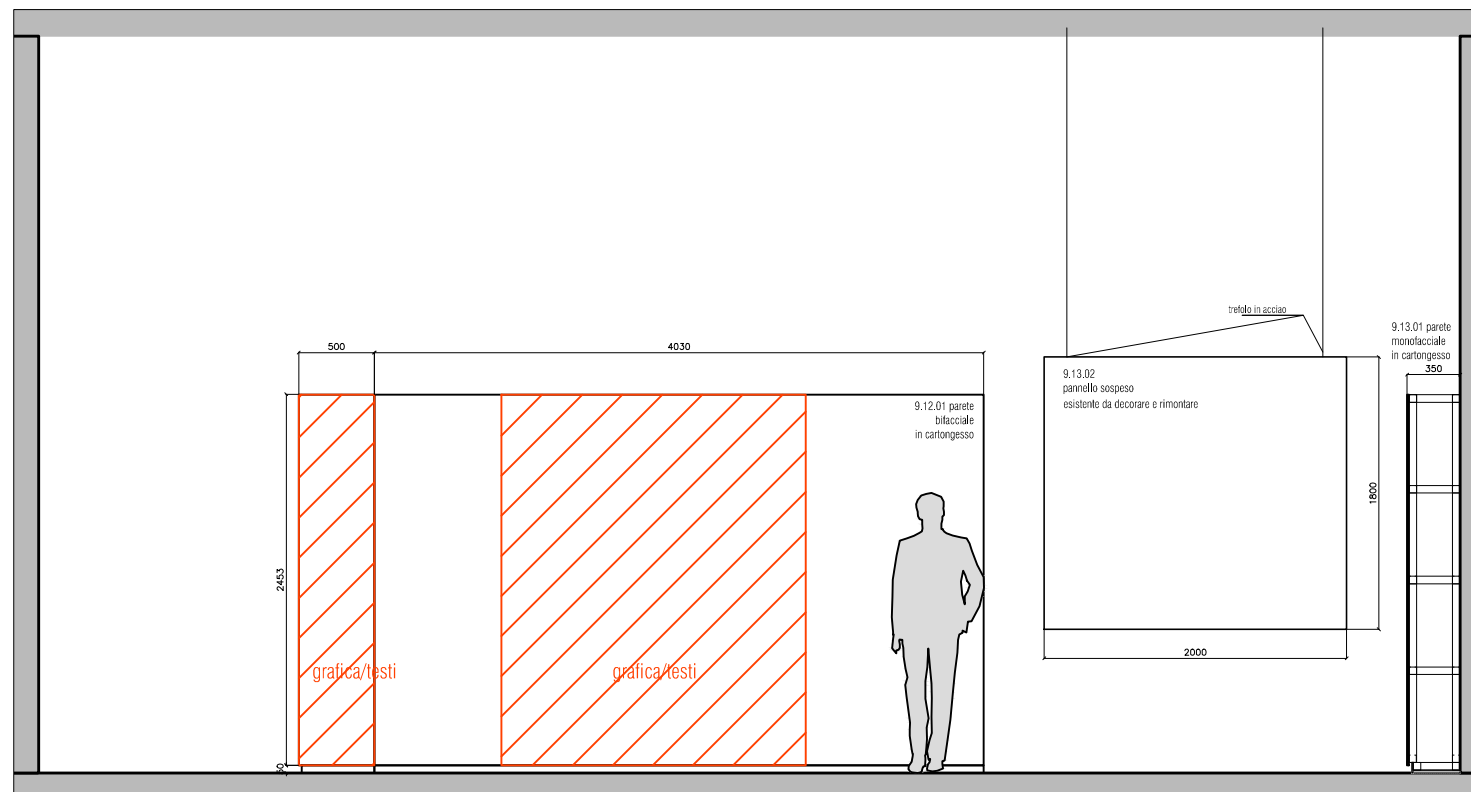 trefolo in acciao
9.13.01 parete
monofacciale
in cartongesso
350
500
4030
9.13.02
pannello sospeso
esistente da decorare e rimontare
9.12.01 parete
bifacciale
in cartongesso
1800
2453
2000
grafica/testi
grafica/testi